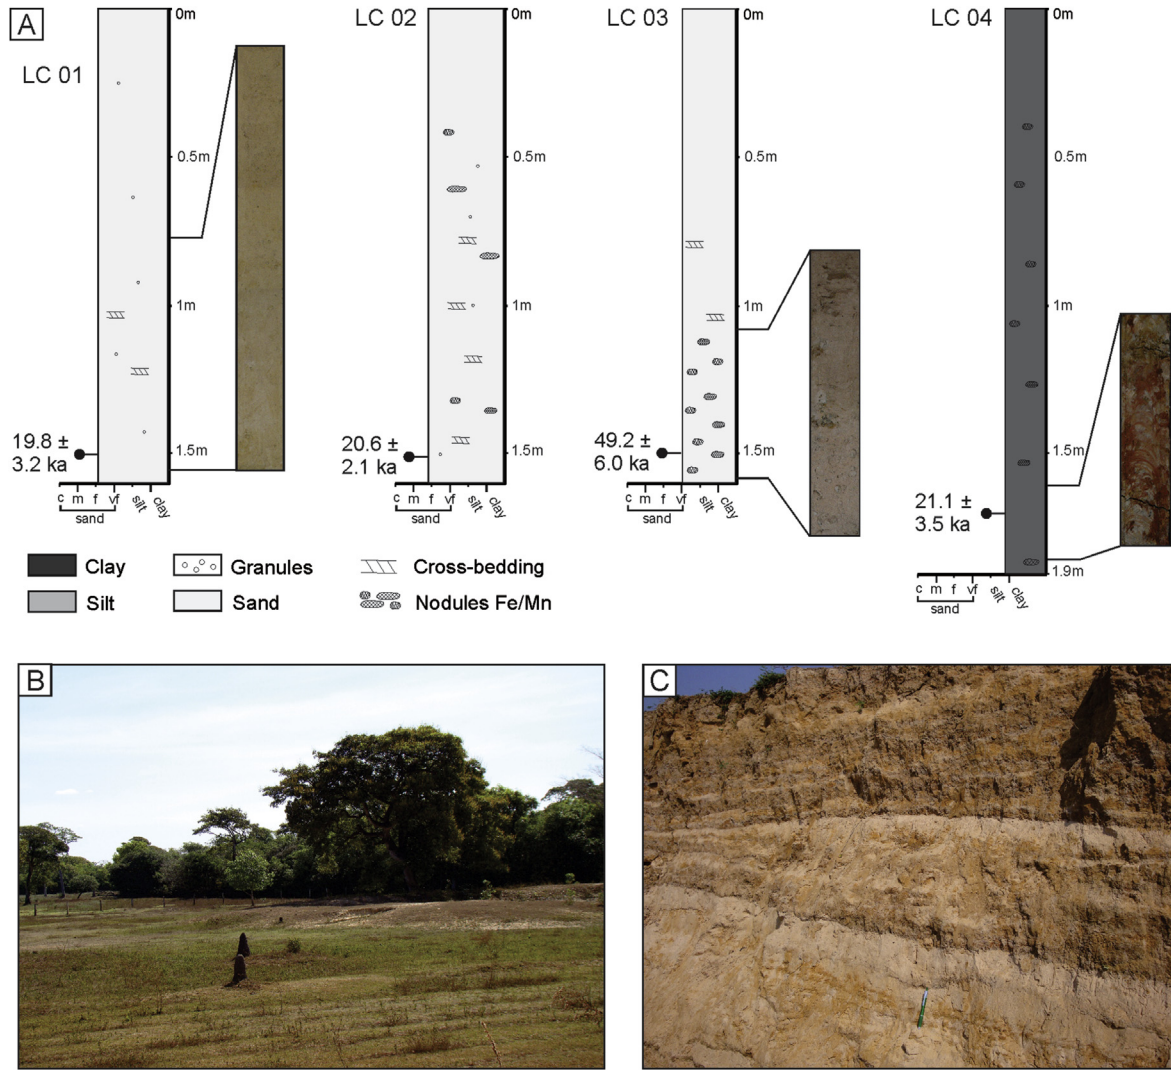 A
LC 01
0m
0.5m
1m
1.5m
19.8 ±
3.2 ka
c m f vf silt clay
sand
LC 02
0m
0.5m
1m
1.5m
20.6 ±
2.1 ka
c m f vf silt clay
sand
LC 03
0m
0.5m
1m
1.5m
49.2 ±
6.0 ka
c m f vf silt clay
sand
LC 04
0m
0.5m
1m
1.5m
1.9m
21.1 ±
3.5 ka
c m f vf silt clay
sand
Clay
Granules
Cross-bedding
Silt
Sand
Nodules Fe/Mn
B
C